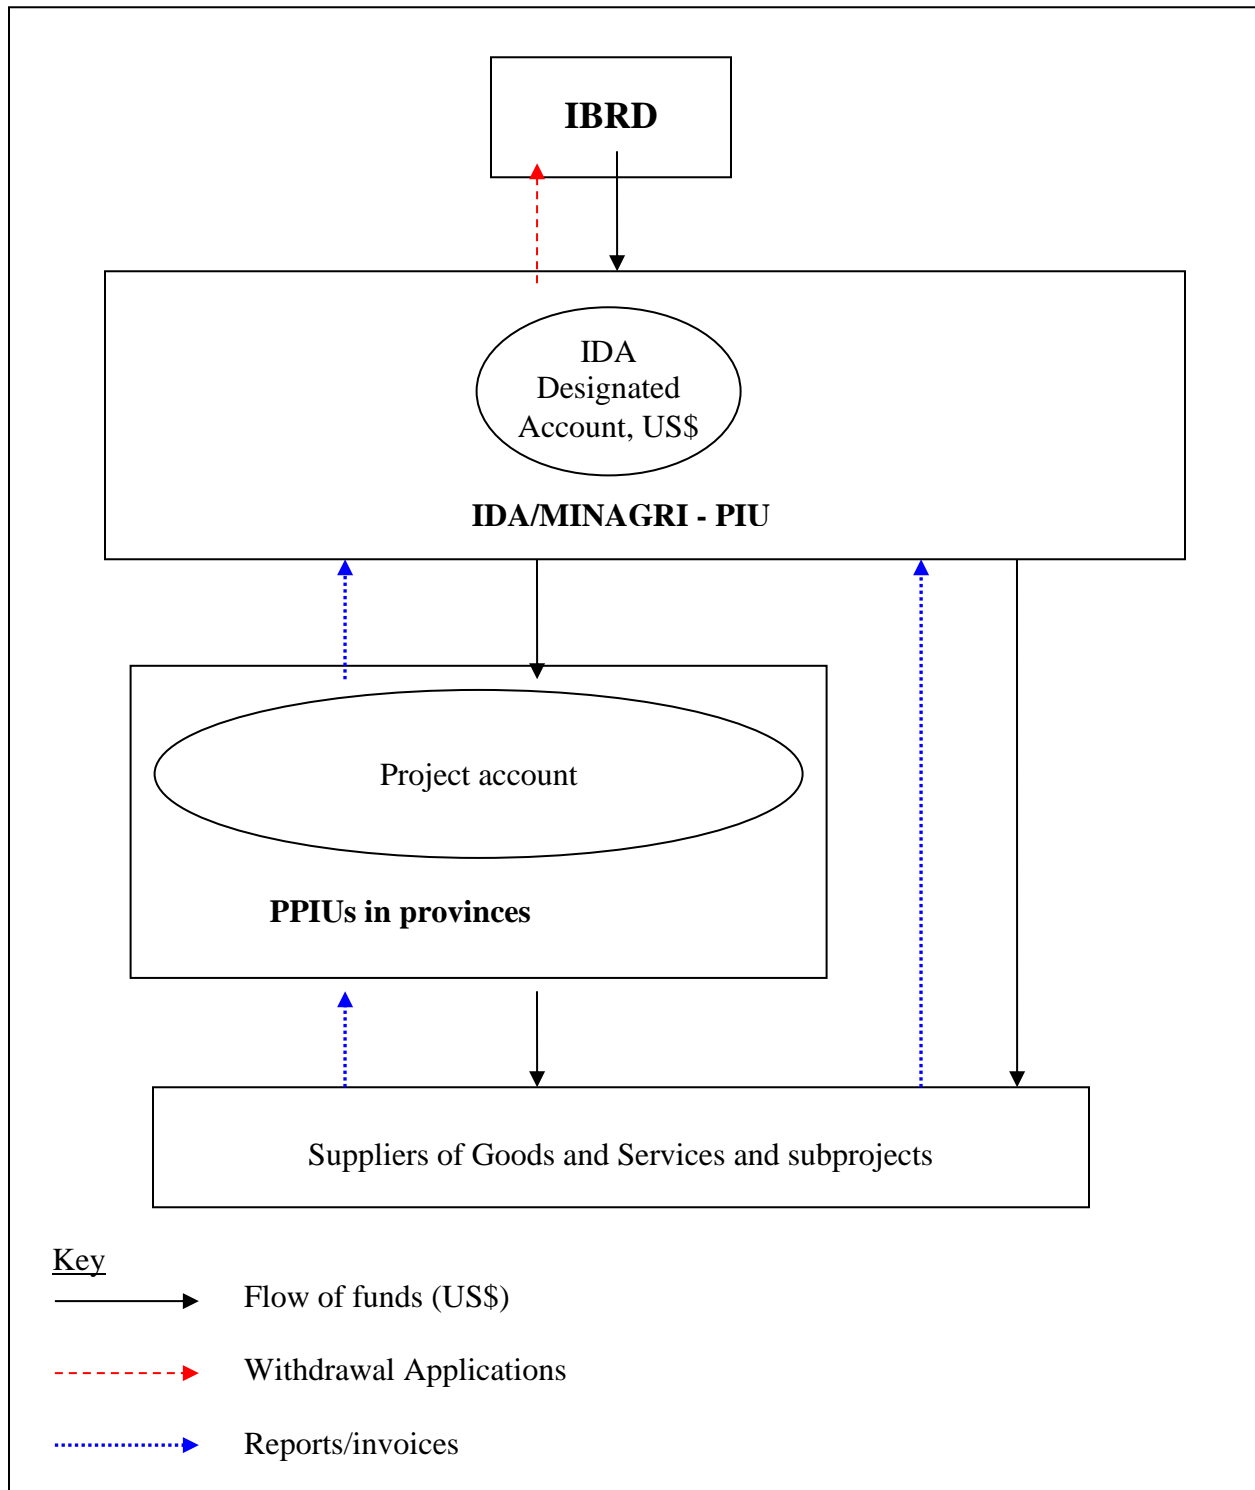 IBRD
IDA
Designated
Account, US$
IDA/MINAGRI - PIU
Project account
PPIUs in provinces
Suppliers of Goods and Services and subprojects
Key
Flow of funds (US$)
Withdrawal Applications
Reports/invoices